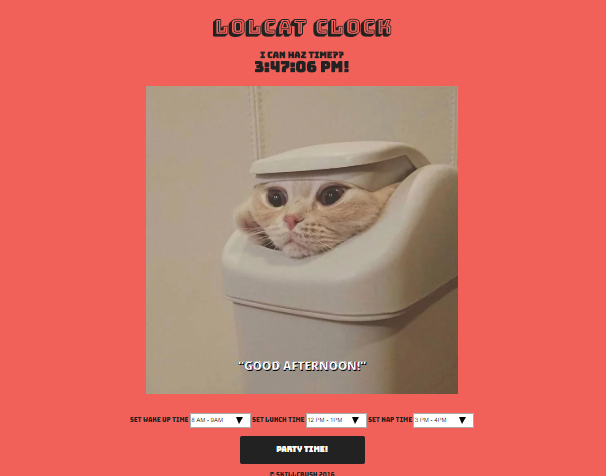 LOLCAT CLOCK
I CAN HAZ TIME??
3:47:06 PM!
"GOOD AFTERNOON!"
SET WAKE UP TIME 8 AM - 9AM SET LUNCH TIME 12 PM - 1PM SET NAP TIME 3 PM - 4PM
PARTY TIME!
© SKILLCRUSH 2016